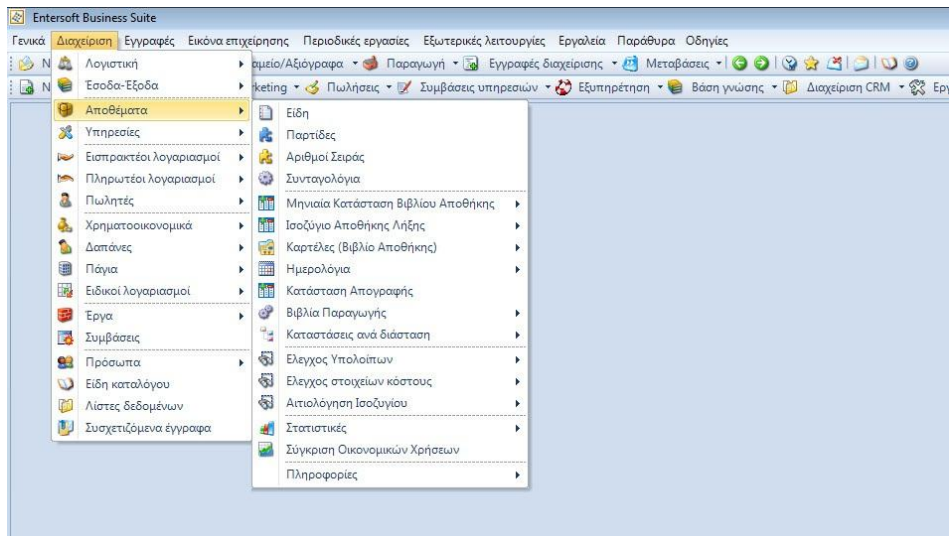 Entersoft Business Suite
Γενικά Διαχείριση Εγγραφές Εικόνα επιχείρησης Περιοδικές εργασίες Εξωτερικές λειτουργίες Εργαλεία Παράθυρα Οδηγίες
Ν αμείο/Αξιόγραφα Παραγωγή Εγγραφές διαχείρισης Μεταβάσεις
Ν keting Πωλήσεις Συμβάσεις υπηρεσιών Εξυπηρέτηση Βάση γνώσης Διαχείριση CRM Εργ
Λογιστική
Έσοδα-Έξοδα
Αποθέματα
Υπηρεσίες
Εισπρακτέοι λογαριασμοί
Πληρωτέοι λογαριασμοί
Πωλητές
Χρηματοοικονομικά
Δαπάνες
Πάγια
Ειδικοί λογαριασμοί
Έργα
Συμβάσεις
Πρόσωπα
Είδη καταλόγου
Λίστες δεδομένων
Συσχετιζόμενα έγγραφα
Είδη
Παρτίδες
Αριθμοί Σειράς
Συνταγολόγια
Μηνιαία Κατάσταση Βιβλίου Αποθήκης
Ισοζύγιο Αποθήκης Λήξης
Καρτέλες (Βιβλίο Αποθήκης)
Ημερολόγια
Κατάσταση Απογραφής
Βιβλία Παραγωγής
Καταστάσεις ανά διάσταση
Ελεγχος Υπολοίπων
Ελεγχος στοιχείων κόστους
Αιτιολόγηση Ισοζυγίου
Στατιστικές
Σύγκριση Οικονομικών Χρήσεων
Πληροφορίες